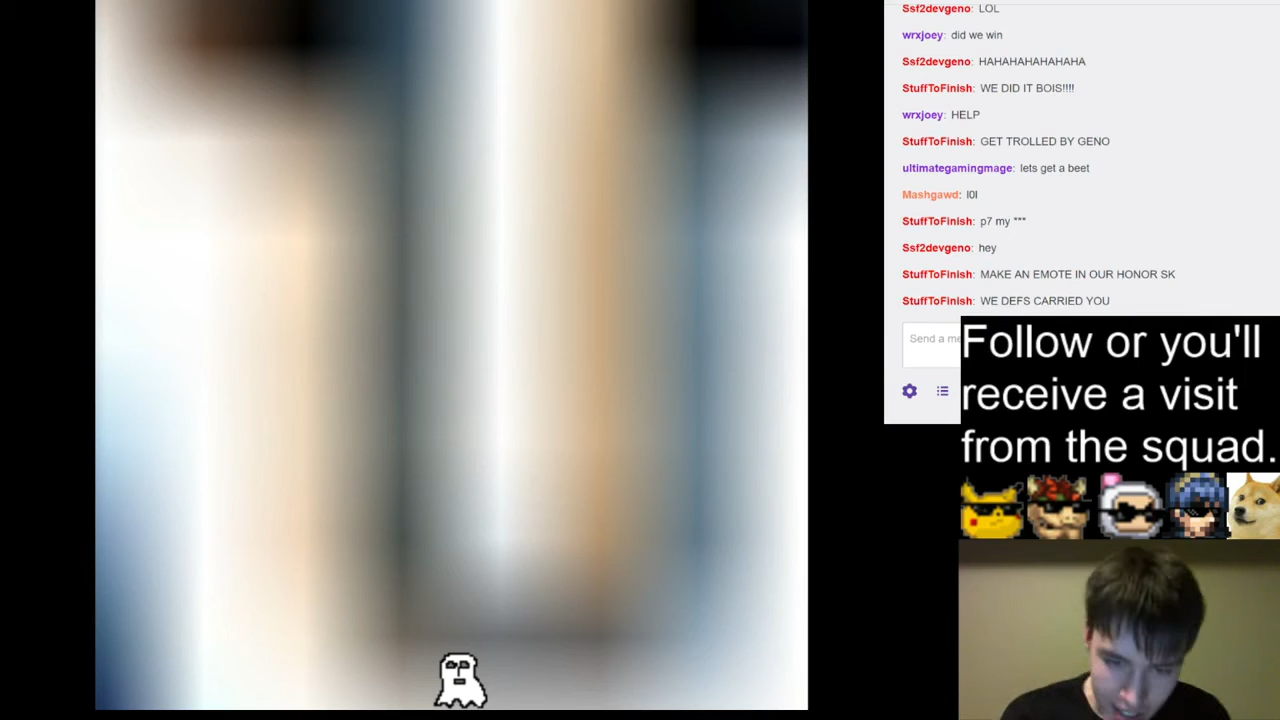 Ssf2devgeno: LOL
wrxjoey: did we win
Ssf2devgeno: HAHAHAHAHAHAHA
StuffToFinish: WE DID IT BOIS!!!!
wrxjoey: HELP
StuffToFinish: GET TROLLED BY GENO
ultimategamingmage: lets get a beet
Mashgawd: l0l
StuffToFinish: p7 my ***
Ssf2devgeno: hey
StuffToFinish: MAKE AN EMOTE IN OUR HONOR SK
StuffToFinish: WE DEFS CARRIED YOU
Send a me
Follow or you'll
receive a visit
from the squad.